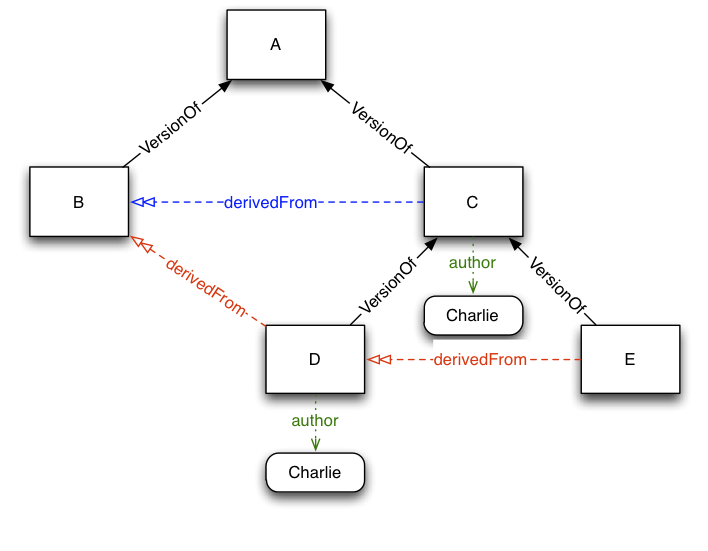 A
VersionOf
VersionOf
B
derivedFrom
C
derivedFrom
VersionOf
author
VersionOf
Charlie
D
derivedFrom
E
author
Charlie